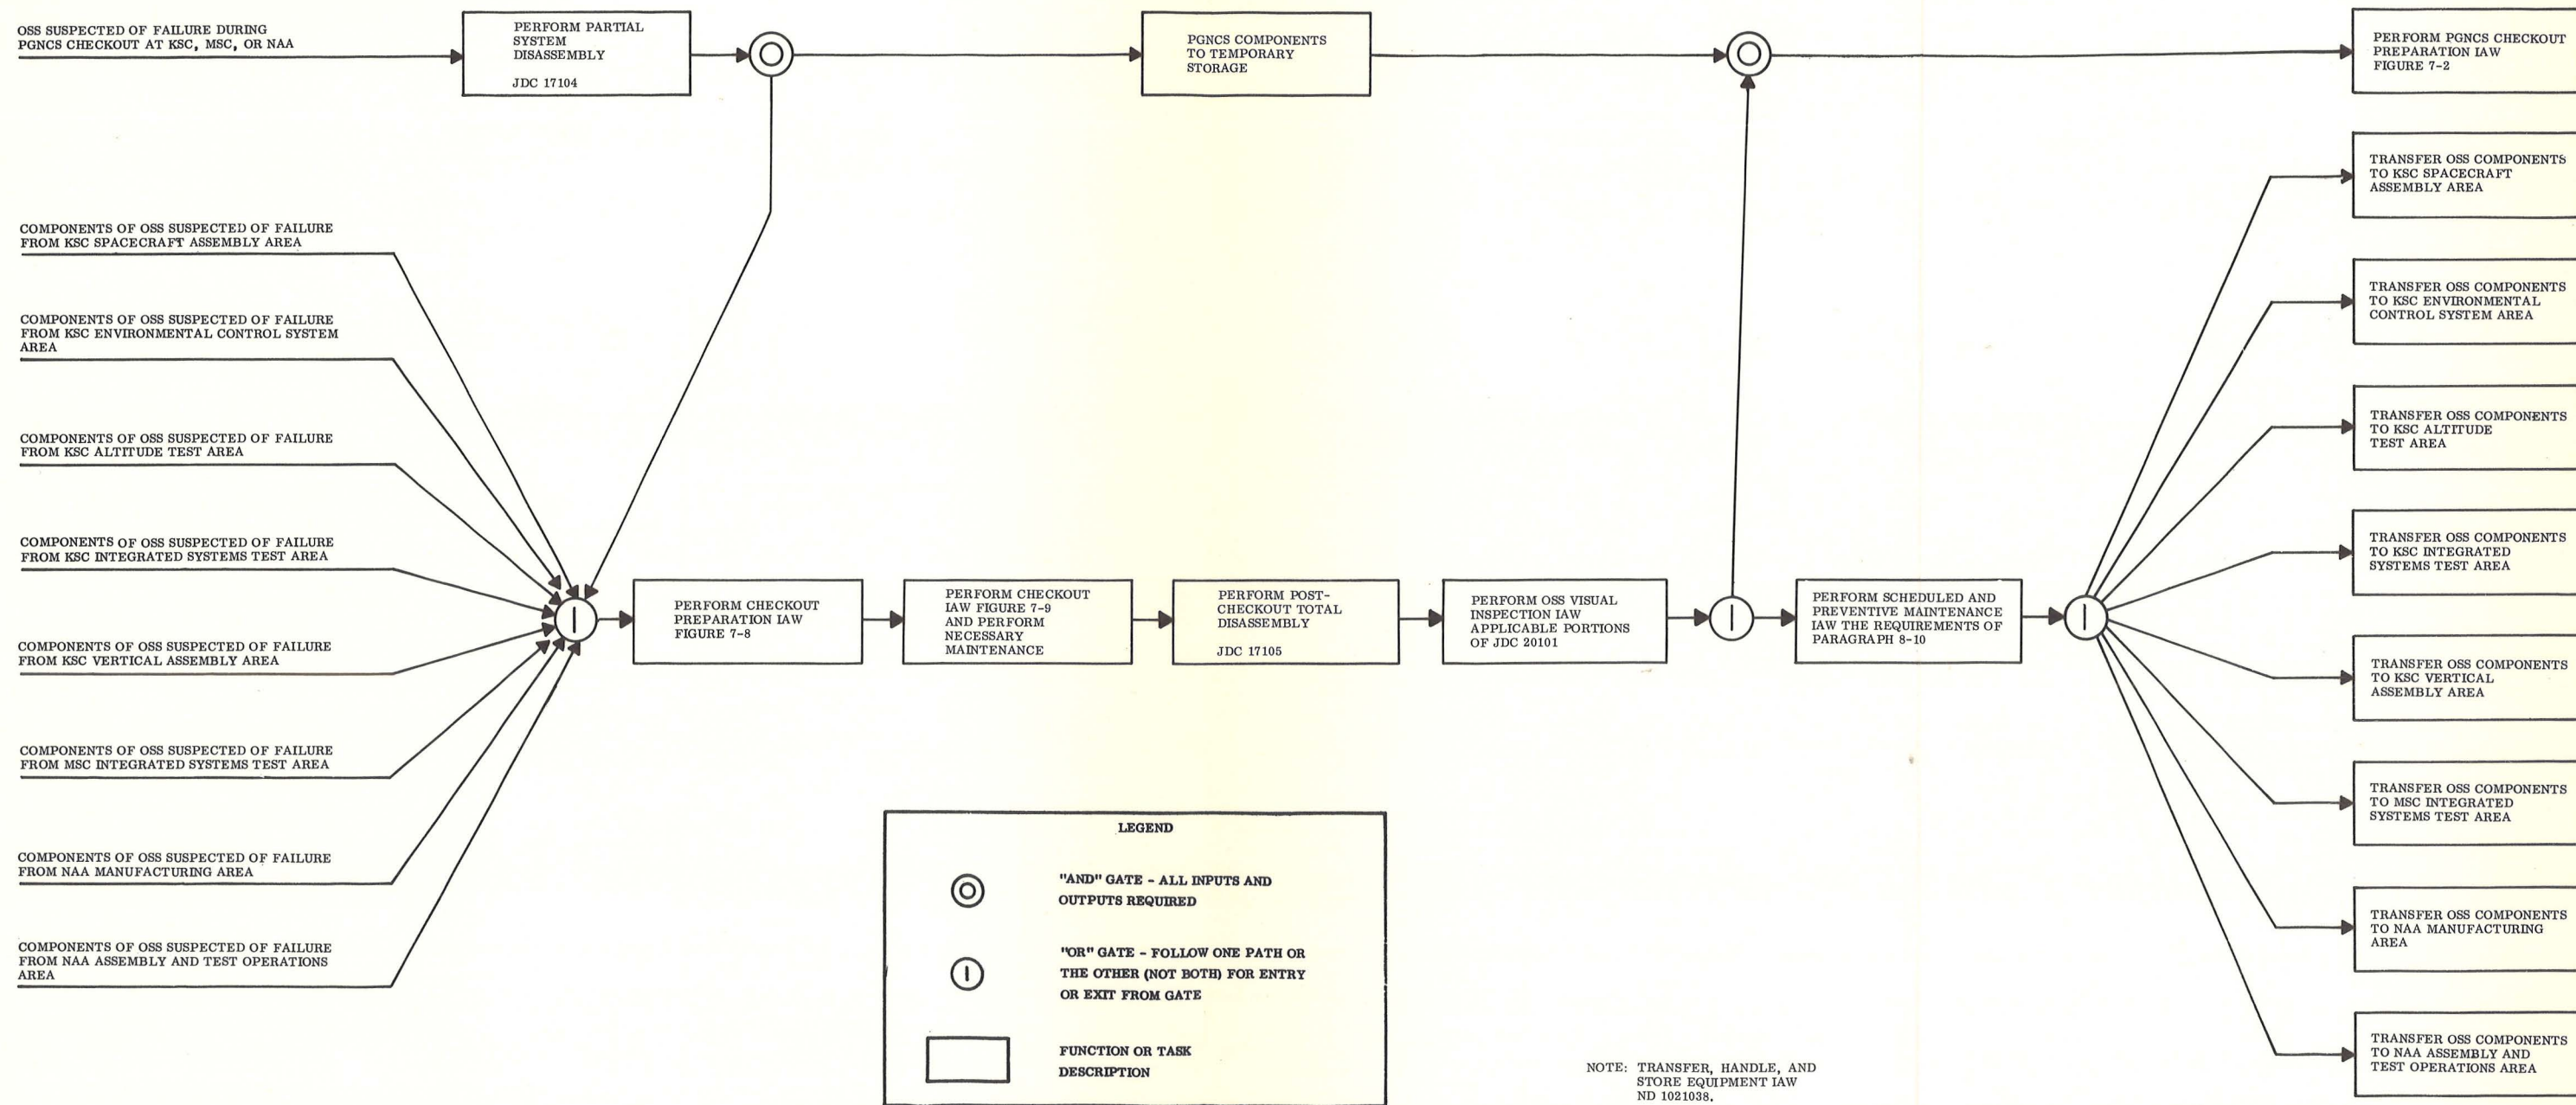 OSS SUSPECTED OF FAILURE DURING
PGNCS CHECKOUT AT KSC, MSC, OR NAA
PERFORM PARTIAL
SYSTEM
DISASSEMBLY
JDC 17104
PGNCS COMPONENTS
TO TEMPORARY
STORAGE
PERFORM PGNCS CHECKOUT
PREPARATION IAW
FIGURE 7-2
COMPONENTS OF OSS SUSPECTED OF FAILURE
FROM KSC SPACECRAFT ASSEMBLY AREA
COMPONENTS OF OSS SUSPECTED OF FAILURE
FROM KSC ENVIRONMENTAL CONTROL SYSTEM
AREA
COMPONENTS OF OSS SUSPECTED OF FAILURE
FROM KSC ALTITUDE TEST AREA
COMPONENTS OF OSS SUSPECTED OF FAILURE
FROM KSC INTEGRATED SYSTEMS TEST AREA
COMPONENTS OF OSS SUSPECTED OF FAILURE
FROM KSC VERTICAL ASSEMBLY AREA
COMPONENTS OF OSS SUSPECTED OF FAILURE
FROM MSC INTEGRATED SYSTEMS TEST AREA
COMPONENTS OF OSS SUSPECTED OF FAILURE
FROM NAA MANUFACTURING AREA
COMPONENTS OF OSS SUSPECTED OF FAILURE
FROM NAA ASSEMBLY AND TEST OPERATIONS
AREA
PERFORM CHECKOUT
PREPARATION IAW
FIGURE 7-8
PERFORM CHECKOUT
IAW FIGURE 7-9
AND PERFORM
NECESSARY
MAINTENANCE
PERFORM POST-
CHECKOUT TOTAL
DISASSEMBLY
JDC 17105
PERFORM OSS VISUAL
INSPECTION IAW
APPLICABLE PORTIONS
OF JDC 20101
PERFORM SCHEDULED AND
PREVENTIVE MAINTENANCE
IAW THE REQUIREMENTS OF
PARAGRAPH 8-10
TRANSFER OSS COMPONENTS
TO KSC SPACECRAFT
ASSEMBLY AREA
TRANSFER OSS COMPONENTS
TO KSC ENVIRONMENTAL
CONTROL SYSTEM AREA
TRANSFER OSS COMPONENTS
TO KSC ALTITUDE
TEST AREA
TRANSFER OSS COMPONENTS
TO KSC INTEGRATED
SYSTEMS TEST AREA
TRANSFER OSS COMPONENTS
TO KSC VERTICAL
ASSEMBLY AREA
TRANSFER OSS COMPONENTS
TO MSC INTEGRATED
SYSTEMS TEST AREA
TRANSFER OSS COMPONENTS
TO NAA MANUFACTURING
AREA
TRANSFER OSS COMPONENTS
TO NAA ASSEMBLY AND
TEST OPERATIONS AREA
LEGEND
"AND" GATE - ALL INPUTS AND
OUTPUTS REQUIRED
"OR" GATE - FOLLOW ONE PATH OR
THE OTHER (NOT BOTH) FOR ENTRY
OR EXIT FROM GATE
FUNCTION OR TASK
DESCRIPTION
NOTE: TRANSFER, HANDLE, AND
STORE EQUIPMENT IAW
ND 1021038.